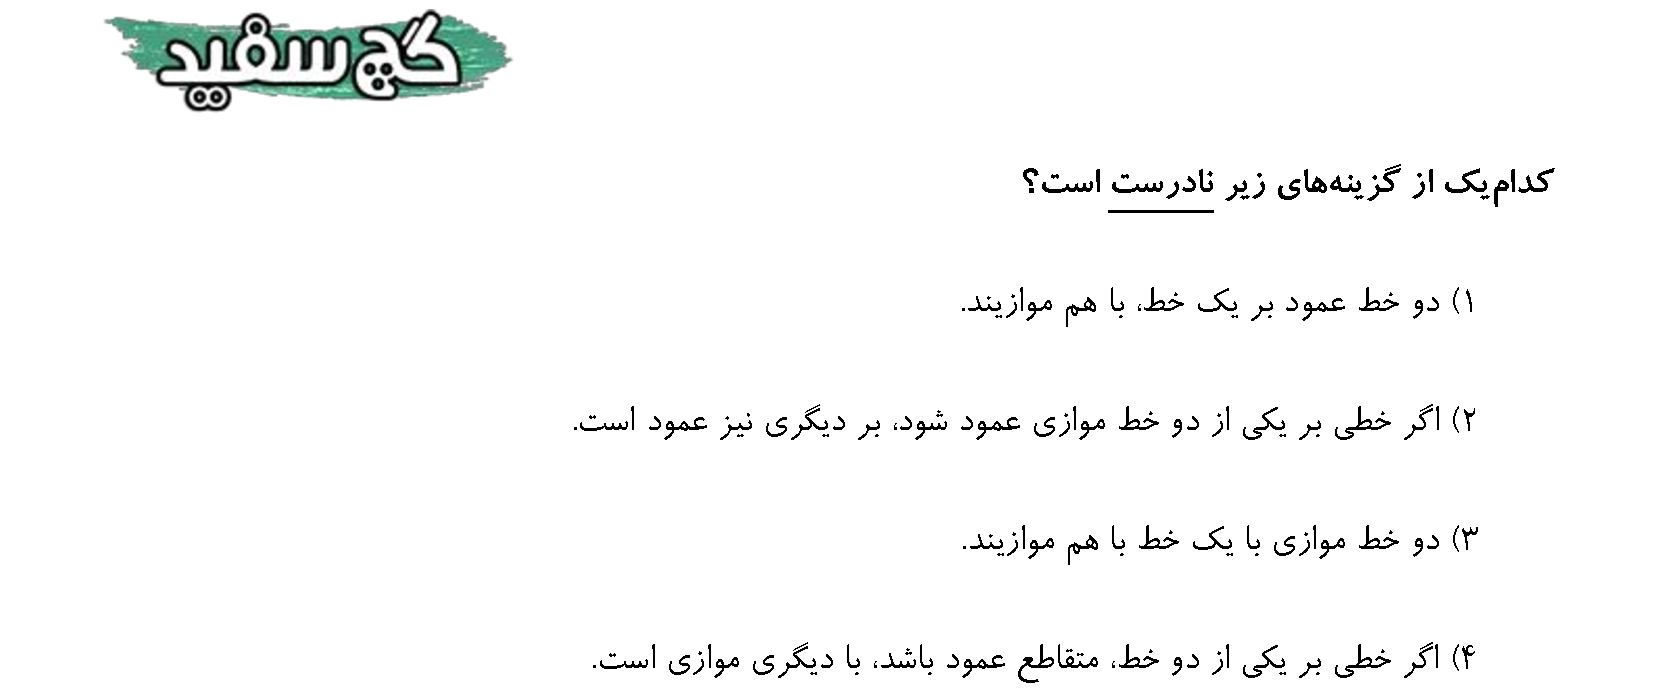 گچ سفید
کدام‌یک از گزینه‌های زیر نادرست است؟
۱) دو خط عمود بر یک خط، با هم موازیند.
۲) اگر خطی بر یکی از دو خط موازی عمود شود، بر دیگری نیز عمود است.
۳) دو خط موازی با یک خط با هم موازیند.
۴) اگر خطی بر یکی از دو خط، متقاطع عمود باشد، با دیگری موازی است.